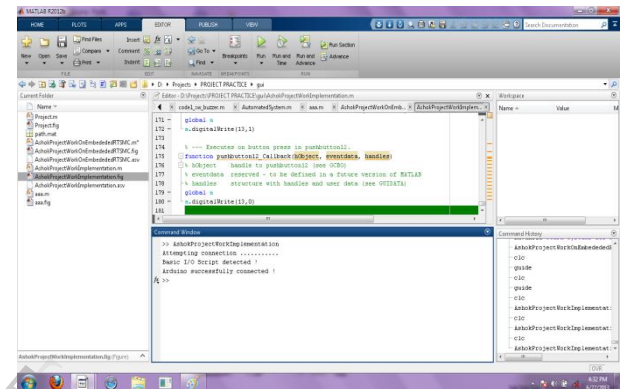 MATLAB R2012b
HOME PLOTS APPS EDITOR PUBLISH VIEW Search Documentation
New Open Save Find Files Compare Print
Insert Comment Indent
Go To Find
Breakpoints Run Run and Time Run and Advance Run Section Advance
FILE EDIT NAVIGATE BREAKPOINTS RUN
D: Projects PROJECT PRACTICE gui
Current Folder
Name
Project.m
Project.fig
path.mat
AshokProjectWorkOnEmbededRTSMC.m*
AshokProjectWorkOnEmbededRTSMC.fig
AshokProjectWorkOnEmbededRTSMC.asv
AshokProjectWorkImplementation.m
AshokProjectWorkImplementation.fig
AshokProjectWorkImplementation.asv
aaa.m
aaa.fig
AshokProjectWorkImplementation.fig (Figure)
Editor - D:\Projects\PROJECT PRACTICE\gui\AshokProjectWorkImplementation.m
code1_sw_buzzer.m AutomatedSystem.m aaa.m AshokProjectWorkOnEmb... AshokProjectWorkImplem...
171 - global a
172 - a.digitalWrite(13,1)
173
174 % --- Executes on button press in pushbutton12.
175 function pushbutton12_Callback(hObject, eventdata, handles)
176 % hObject handle to pushbutton12 (see GCBO)
177 % eventdata reserved - to be defined in a future version of MATLAB
178 % handles structure with handles and user data (see GUIDATA)
179 - global a
180 - a.digitalWrite(13,0)
181
Command Window
>> AshokProjectWorkImplementation
Attempting connection ...........
Basic I/O Script detected !
Arduino successfully connected !
fx >>
Workspace
Name Value
Command History
AshokProjectWorkOnEmbededR
clc
guide
clc
guide
clc
AshokProjectWorkImplementat:
clc
AshokProjectWorkImplementat:
clc
AshokProjectWorkImplementat:
clc
AshokProjectWorkImplementat:
OVR
4:52 PM